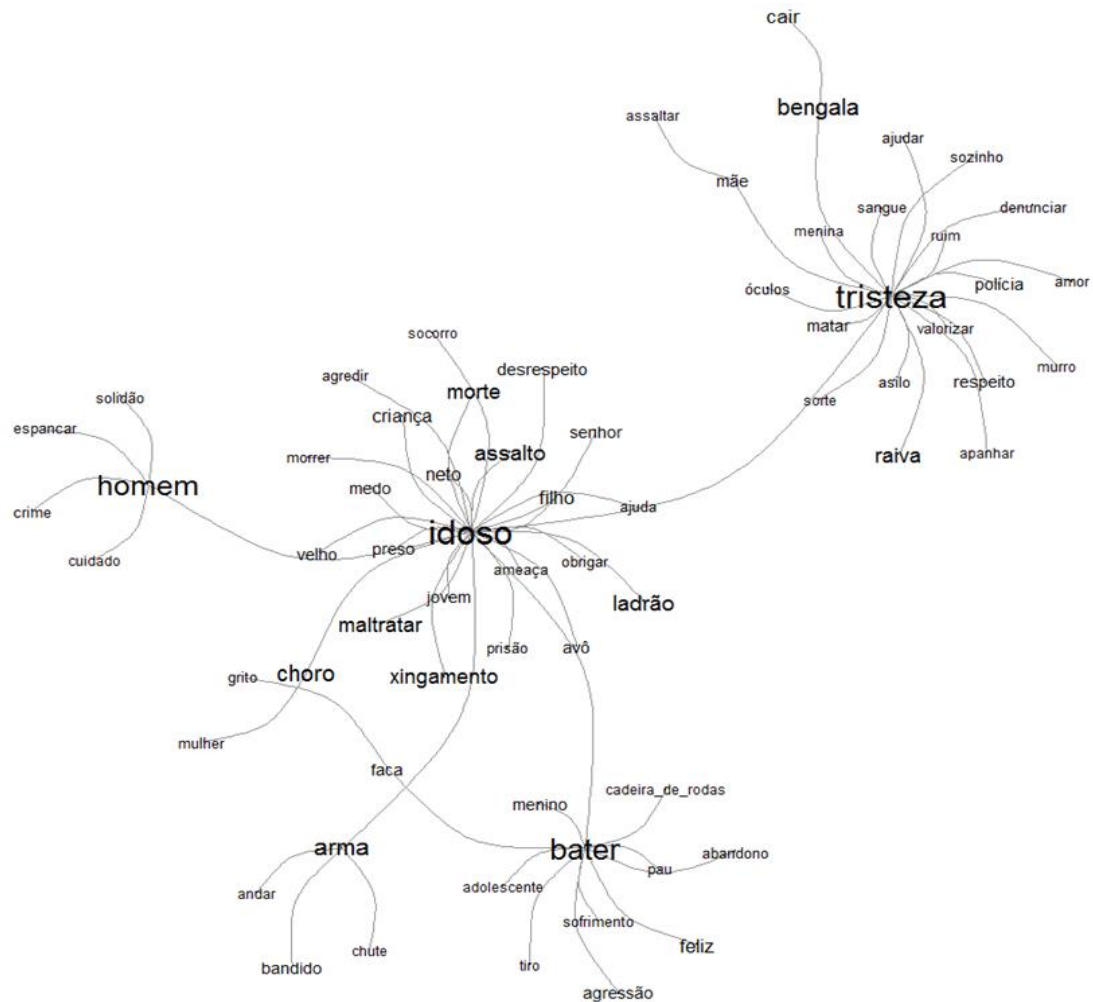 cair
bengala
assaltar
ajudar
sozinho
mãe
sangue
denunciar
menina
ruim
óculos
tristeza
polícia
amor
matar
valorizar
socorro
desrespeito
murro
agredir
morte
asilo
respeito
solidão
criança
sorte
espancar
senhor
morrer
assalto
raiva
apanhar
homem
medo
neto
filho
crime
ajuda
idoso
cuidado
velho
preso
ameaça
obrigar
jovem
ladrão
maltratar
prisão
avô
grito
choro
xingamento
mulher
faca
menino
cadeira_de_rodas
arma
bater
abandono
pau
andar
adolescente
chute
sofrimento
bandido
tiro
feliz
agressão